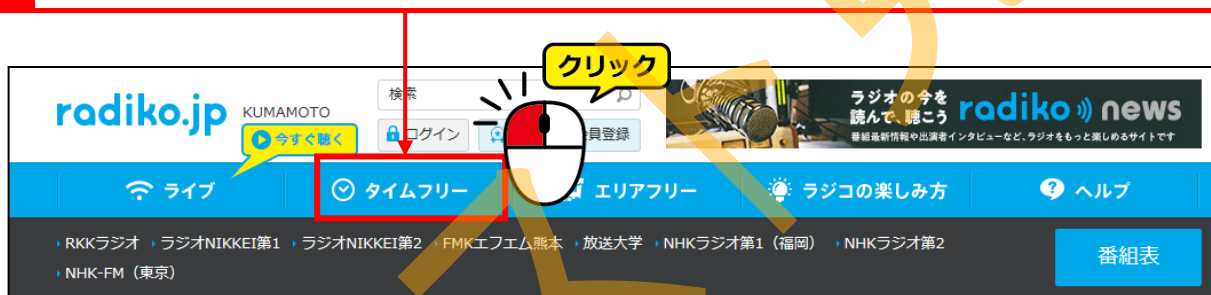 クリック
radiko.jp
KUMAMOTO
今すぐ聴く
検索
ログイン
員登録
ラジオの今を
読んで、聴こう
radiko news
番組最新情報や出演者インタビューなど、ラジオをもっと楽しめるサイトです
ライブ
タイムフリー
エリアフリー
ラジコの楽しみ方
ヘルプ
RKKラジオ ラジオNIKKEI第1 ラジオNIKKEI第2 FMKエフエム熊本 放送大学 NHKラジオ第1（福岡） NHKラジオ第2
NHK-FM（東京）
番組表